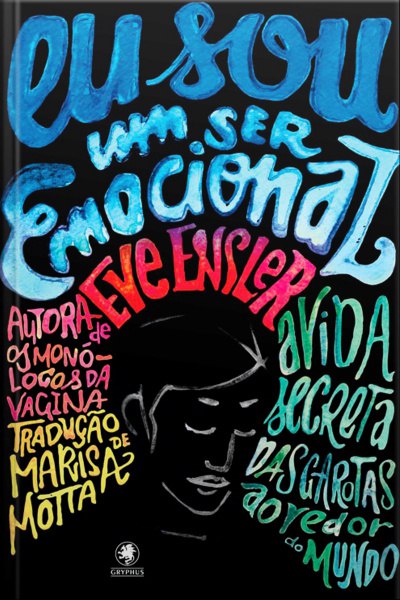 eu sou
um SER
EmocionaL
EVE ENSLER
AUTORA de
OS MONÓ-
LOGOS DA
VAGINA
TRADUÇÃO
DE MARISA
MOTTA
a VIDA
secreta
DAS GAROTAS
ao redor
do MUNDO
GRYPHUS